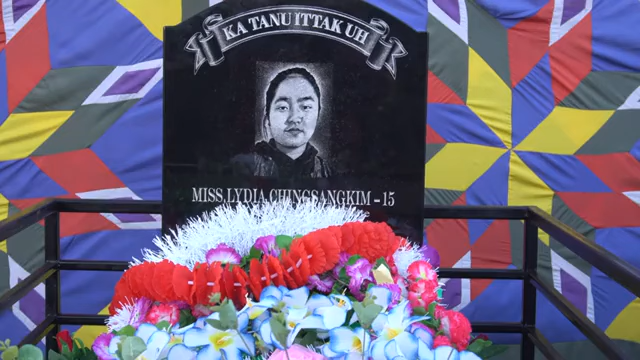 KA TANU ITTAK UH
MISS. LYDIA CHINGSANGKIM - 15